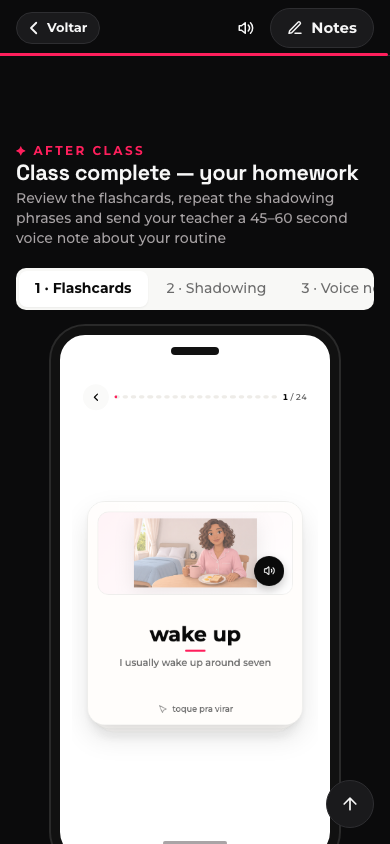 Voltar
Notes
AFTER CLASS
Class complete — your homework
Review the flashcards, repeat the shadowing
phrases and send your teacher a 45–60 second
voice note about your routine
1 · Flashcards
2 · Shadowing
3 · Voice n
1 / 24
wake up
I usually wake up around seven
toque pra virar